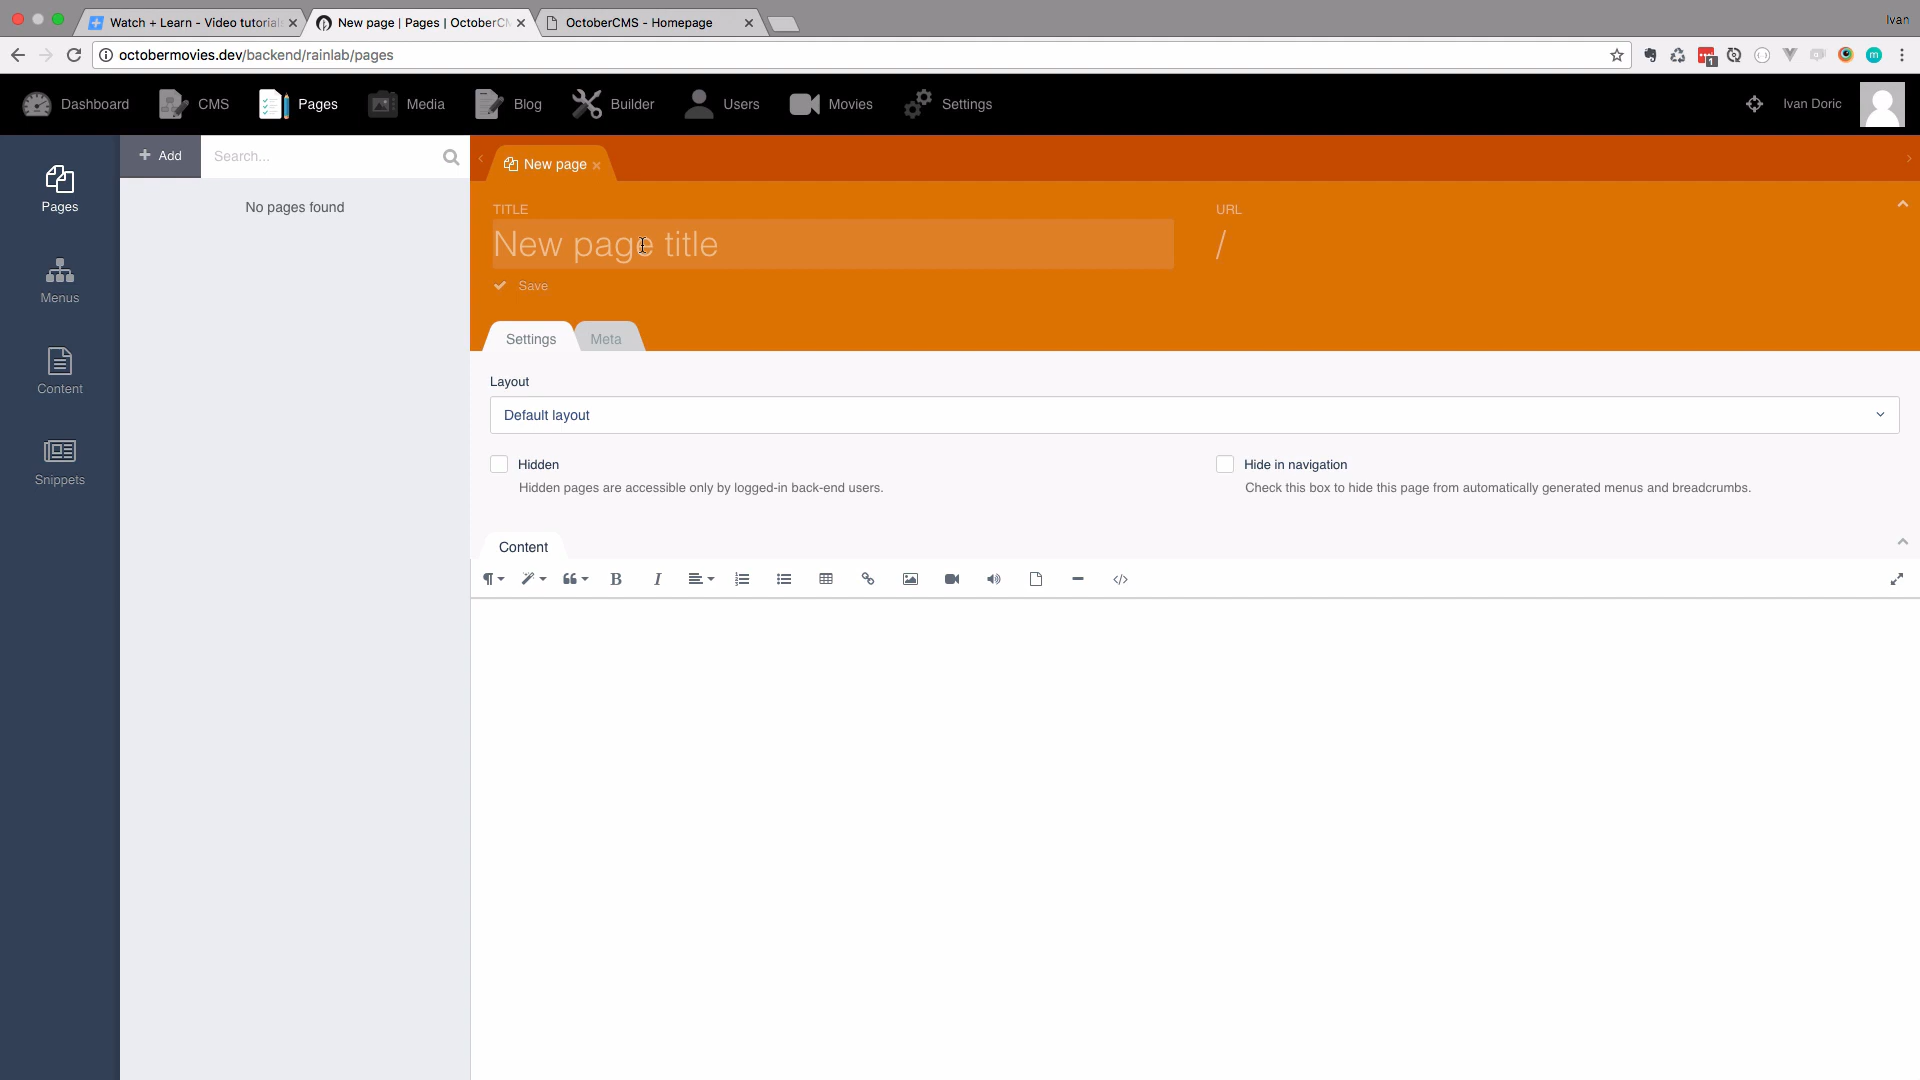 Watch + Learn - Video tutorial
New page | Pages | OctoberCM
OctoberCMS - Homepage
Ivan
octobermovies.dev/backend/rainlab/pages
1
m
Dashboard
CMS
Pages
Media
Blog
Builder
Users
Movies
Settings
Ivan Doric
Pages
Menus
Content
Snippets
+ Add
Search...
No pages found
New page
TITLE
New page title
URL
/
Save
Settings
Meta
Layout
Default layout
Hidden
Hidden pages are accessible only by logged-in back-end users.
Hide in navigation
Check this box to hide this page from automatically generated menus and breadcrumbs.
Content
B
I